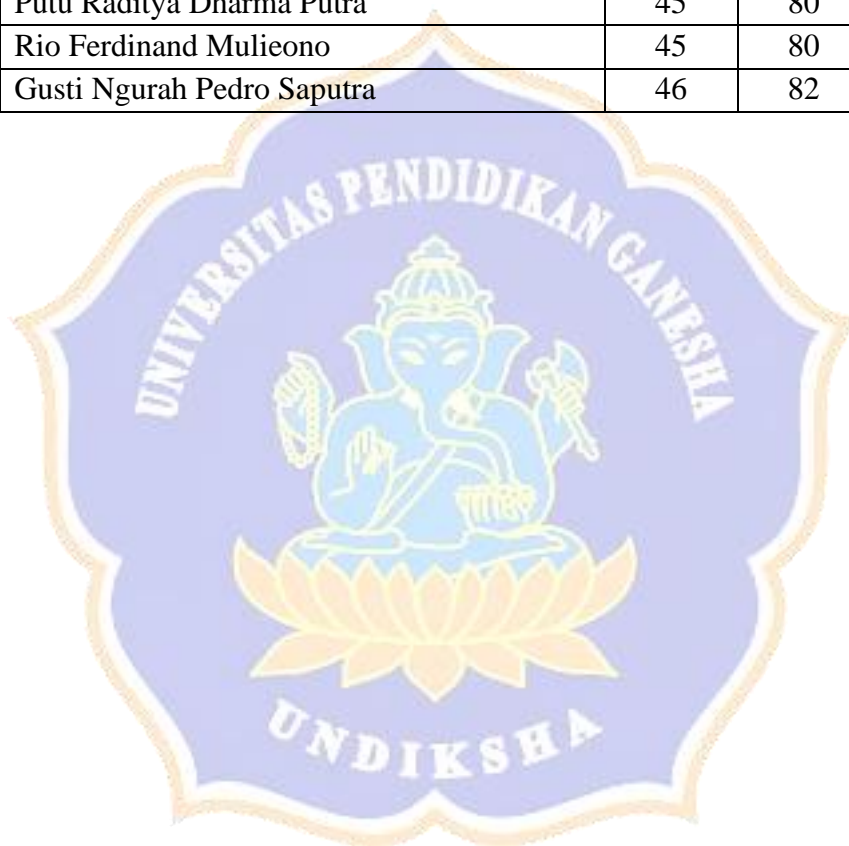 Putu Raditya Dharma Putra 45 80
Rio Ferdinand Mulieono 45 80
Gusti Ngurah Pedro Saputra 46 82
UNIVERSITAS PENDIDIKAN GANESHA
UNDIKSHA